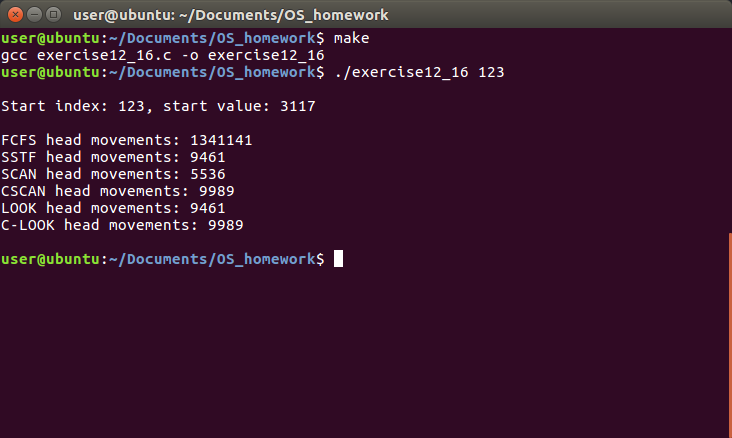 user@ubuntu: ~/Documents/OS_homework
user@ubuntu:~/Documents/OS_homework$ make
gcc exercise12_16.c -o exercise12_16
user@ubuntu:~/Documents/OS_homework$ ./exercise12_16 123
Start index: 123, start value: 3117
FCFS head movements: 1341141
SSTF head movements: 9461
SCAN head movements: 5536
CSCAN head movements: 9989
LOOK head movements: 9461
C-LOOK head movements: 9989
user@ubuntu:~/Documents/OS_homework$